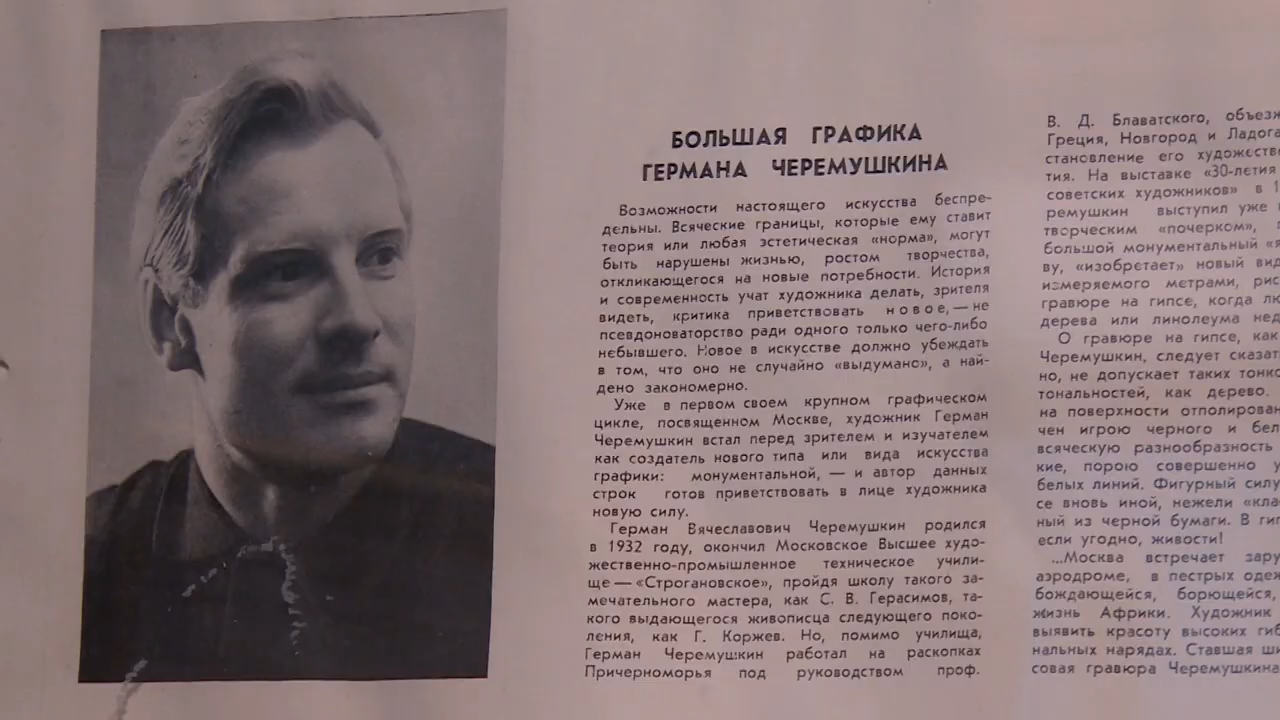 БОЛЬШАЯ ГРАФИКА
ГЕРМАНА ЧЕРЕМУШКИНА
Возможности настоящего искусства беспре-
дельны. Всяческие границы, которые ему ставит
теория или любая эстетическая «норма», могут
быть нарушены жизнью, ростом творчества,
откликающегося на новые потребности. История
и современность учат художника делать, зрителя
видеть, критика приветствовать новое, — не
псевдоноваторство ради одного только чего-либо
небывшего. Новое в искусстве должно убеждать
в том, что оно не случайно «выдумано», а най-
дено закономерно.
Уже в первом своем крупном графическом
цикле, посвященном Москве, художник Герман
Черемушкин встал перед зрителем и изучателем
как создатель нового типа или вида искусства
графики: монументальной, — и автор данных
строк готов приветствовать в лице художника
новую силу.
Герман Вячеславович Черемушкин родился
в 1932 году, окончил Московское Высшее худо-
жественно-промышленное техническое учили-
ще — «Строгановское», пройдя школу такого за-
мечательного мастера, как С. В. Герасимов, та-
кого выдающегося живописца следующего поко-
ления, как Г. Коржев. Но, помимо училища,
Герман Черемушкин работал на раскопках
Причерноморья под руководством проф.
В. Д. Блаватского, объезж
Греция, Новгород и Ладога
становление его художеств
тия. На выставке «30-летия
советских художников» в 1
ремушкин выступил уже
творческим «почерком»,
большой монументальный «я
ву, «изобретает» новый вид
измеряемого метрами, рис
гравюре на гипсе, когда
дерева или линолеума нед
О гравюре на гипсе, как
Черемушкин, следует сказат
но, не допускает таких тонко
тональностей, как дерево.
на поверхности отполирован
чен игрою черного и бел
всяческую разнообразность
кие, порою совершенно у
белых линий. Фигурный силу
се вновь иной, нежели «кла
ный из черной бумаги. В гип
если угодно, живости!
...Москва встречает зару
аэродроме, в пестрых одеж
бождающейся, борющейся,
жизнь Африки. Художник
выявить красоту высоких гиб
нальных нарядах. Ставшая ши
совая гравюра Черемушкина